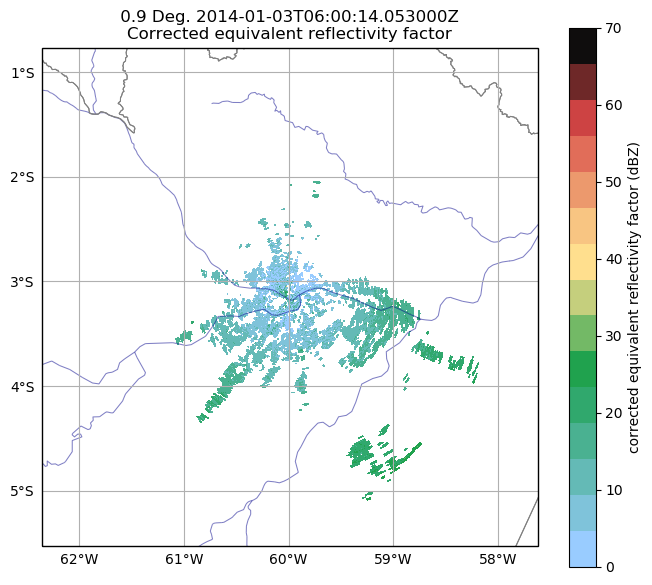 0.9 Deg. 2014-01-03T06:00:14.053000Z
Corrected equivalent reflectivity factor
1°S
2°S
3°S
4°S
5°S
62°W 61°W 60°W 59°W 58°W
70
60
50
40
30
20
10
0
corrected equivalent reflectivity factor (dBZ)